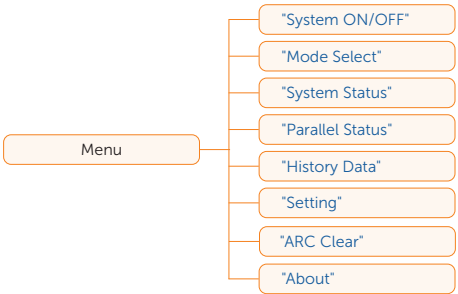 "System ON/OFF"
"Mode Select"
"System Status"
"Parallel Status"
Menu
"History Data"
"Setting"
"ARC Clear"
"About"